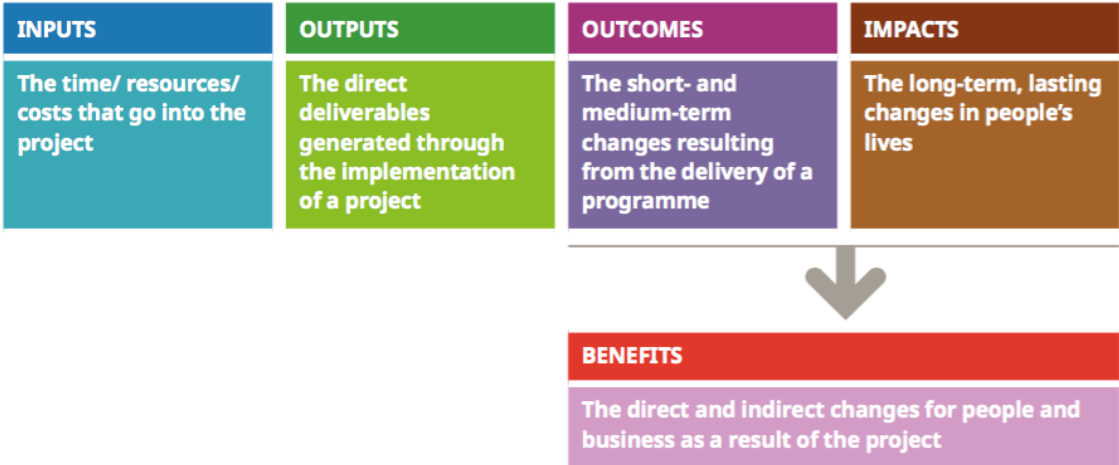 INPUTS
The time/ resources/
costs that go into the
project
OUTPUTS
The direct
deliverables
generated through
the implementation
of a project
OUTCOMES
The short- and
medium-term
changes resulting
from the delivery of a
programme
IMPACTS
The long-term, lasting
changes in people's
lives
BENEFITS
The direct and indirect changes for people and
business as a result of the project